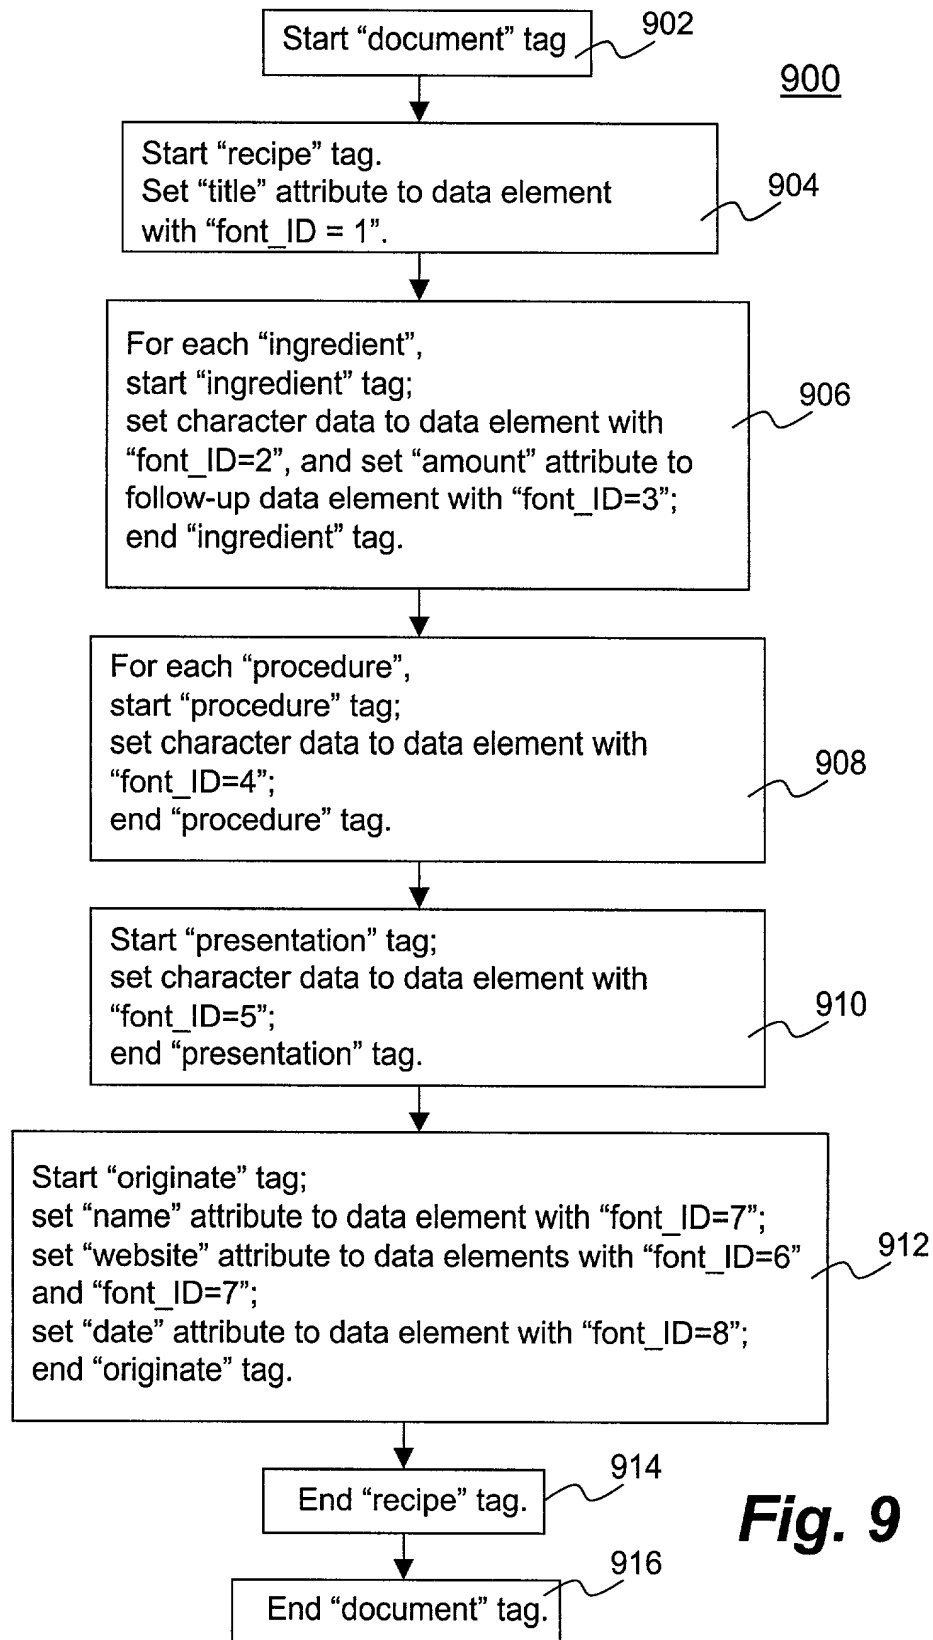 Start “document” tag
902
900
Start “recipe” tag.
Set “title” attribute to data element
with “font_ID = 1”.
904
For each “ingredient”,
start “ingredient” tag;
set character data to data element with
“font_ID=2”, and set “amount” attribute to
follow-up data element with “font_ID=3”;
end “ingredient” tag.
906
For each “procedure”,
start “procedure” tag;
set character data to data element with
“font_ID=4”;
end “procedure” tag.
908
Start “presentation” tag;
set character data to data element with
“font_ID=5”;
end “presentation” tag.
910
Start “originate” tag;
set “name” attribute to data element with “font_ID=7”;
set “website” attribute to data elements with “font_ID=6”
and “font_ID=7”;
set “date” attribute to data element with “font_ID=8”;
end “originate” tag.
912
End “recipe” tag.
914
Fig. 9
End “document” tag.
916